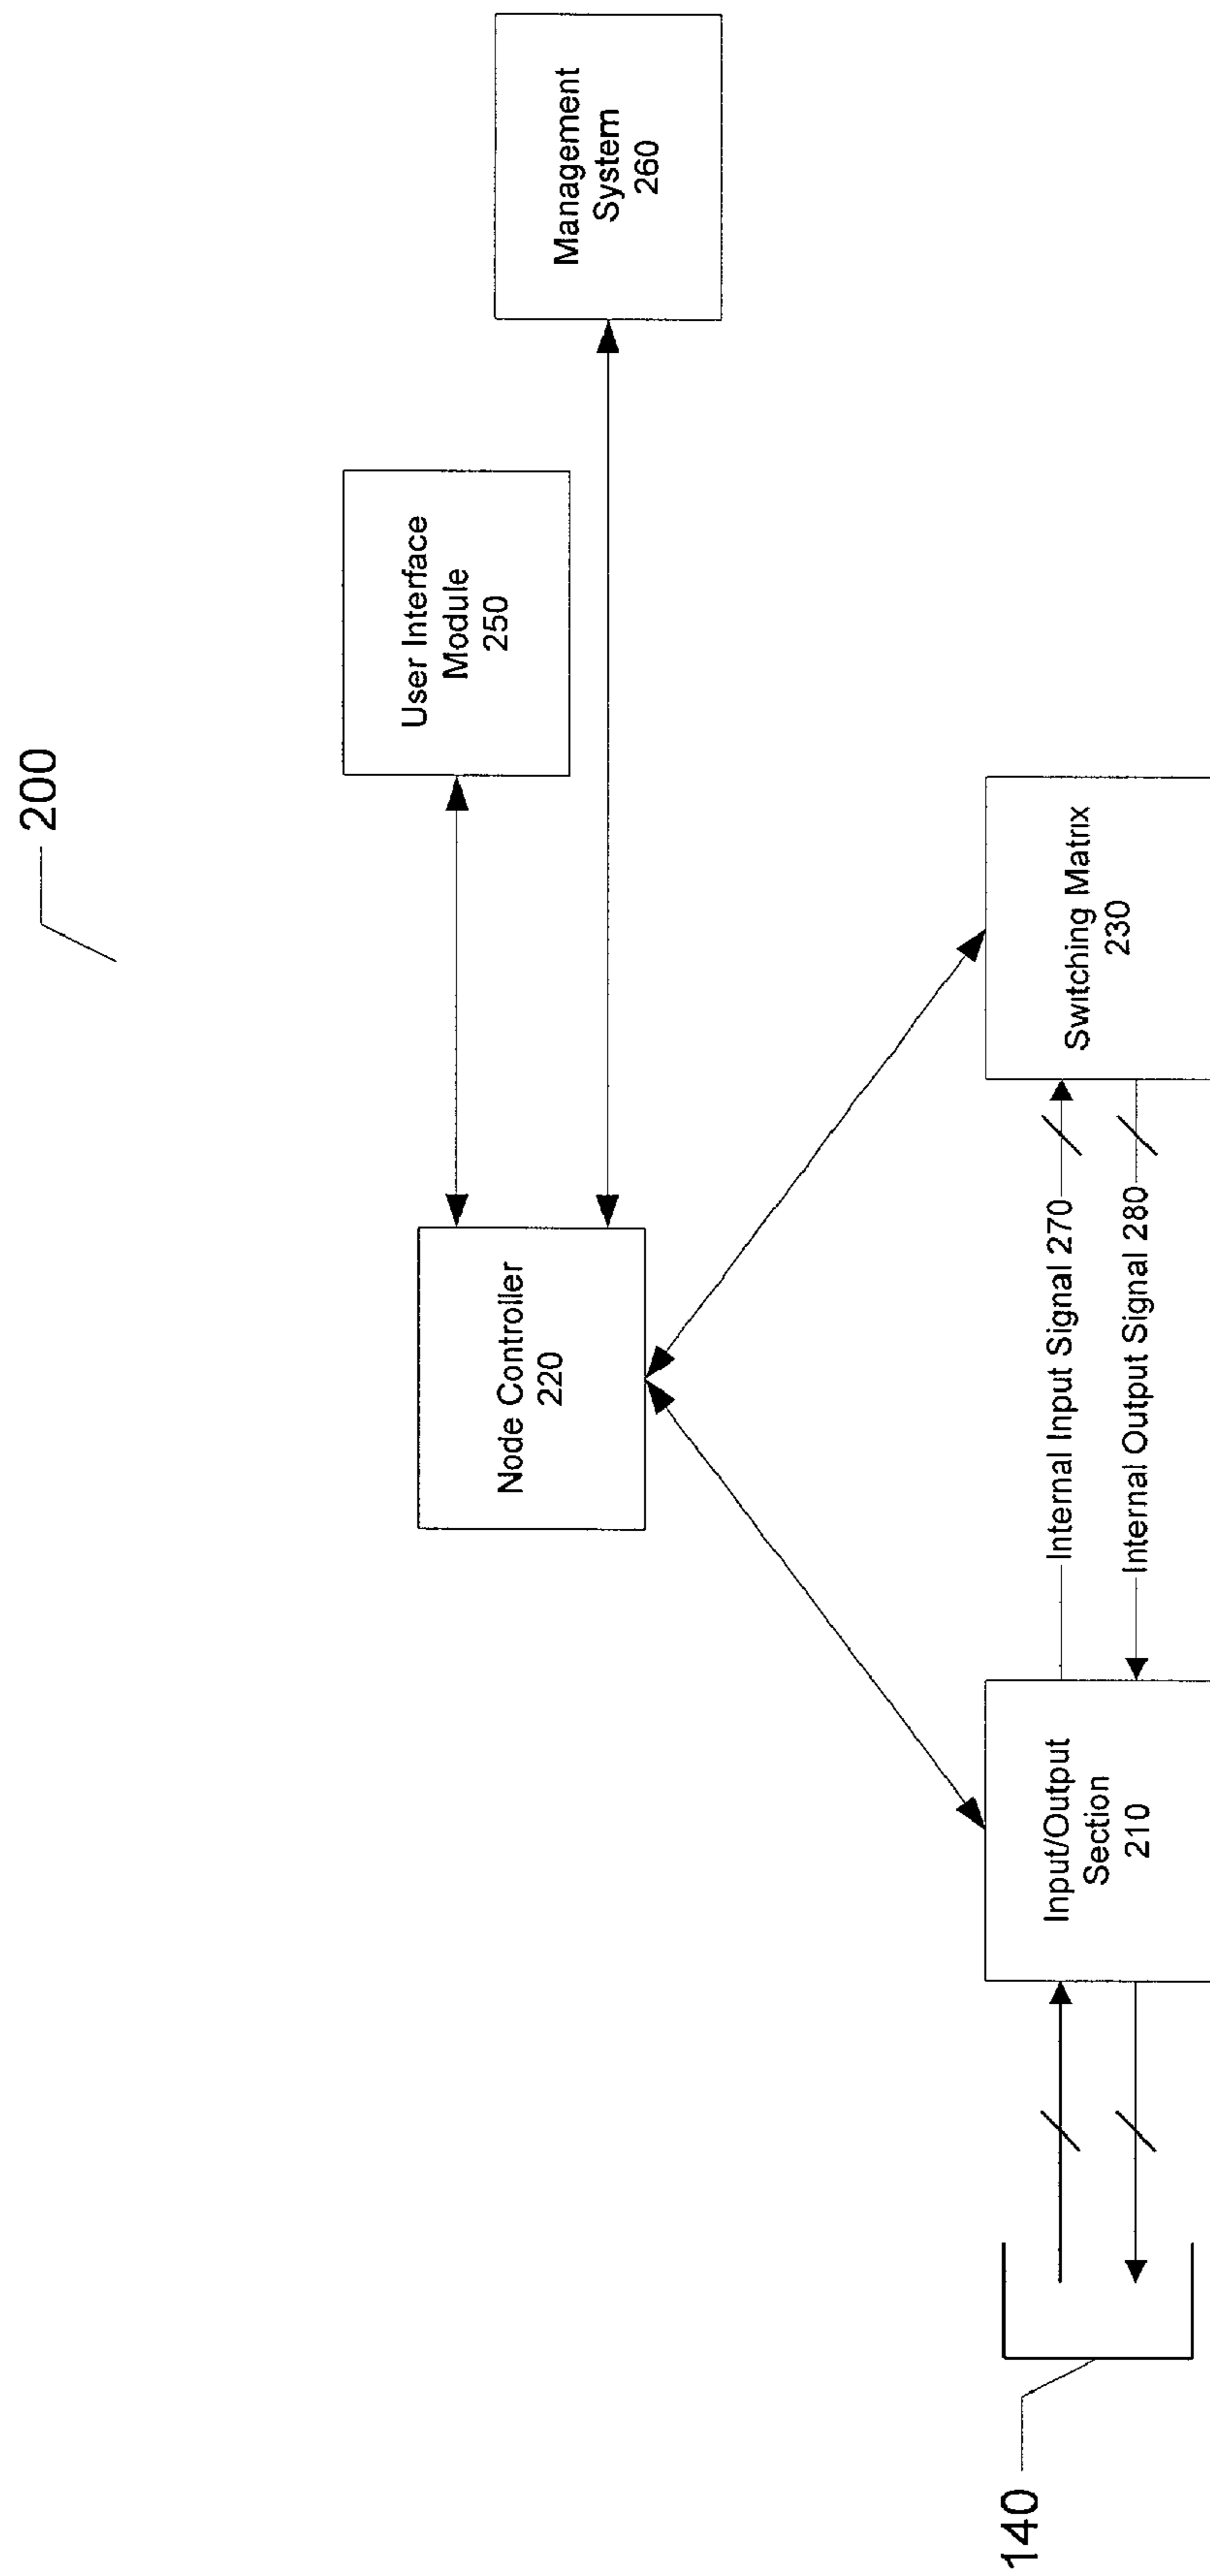 200
Management
System
260
User Interface
Module
250
Node Controller
220
Switching Matrix
230
Internal Input Signal 270
Internal Output Signal 280
Input/Output
Section
210
140